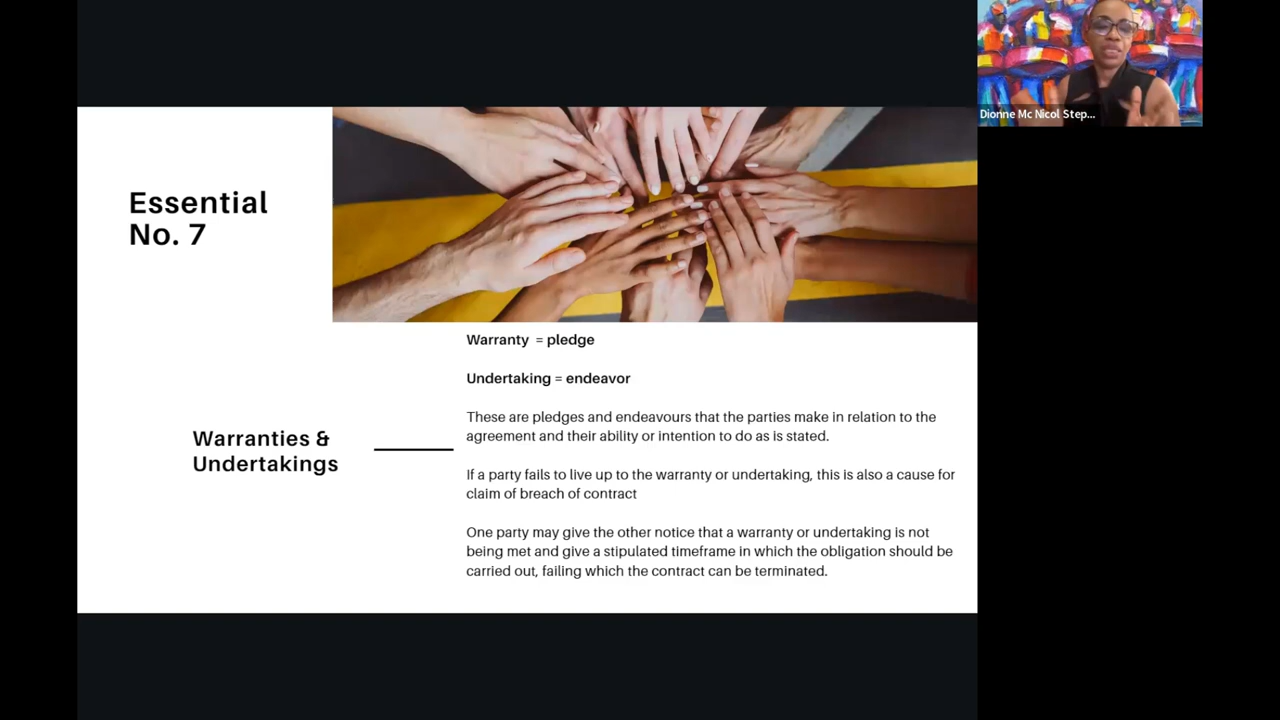 Dionne Mc Nicol Step...
Essential
No. 7
Warranty = pledge
Undertaking = endeavor
Warranties &
Undertakings
These are pledges and endeavours that the parties make in relation to the
agreement and their ability or intention to do as is stated.
If a party fails to live up to the warranty or undertaking, this is also a cause for
claim of breach of contract
One party may give the other notice that a warranty or undertaking is not
being met and give a stipulated timeframe in which the obligation should be
carried out, failing which the contract can be terminated.